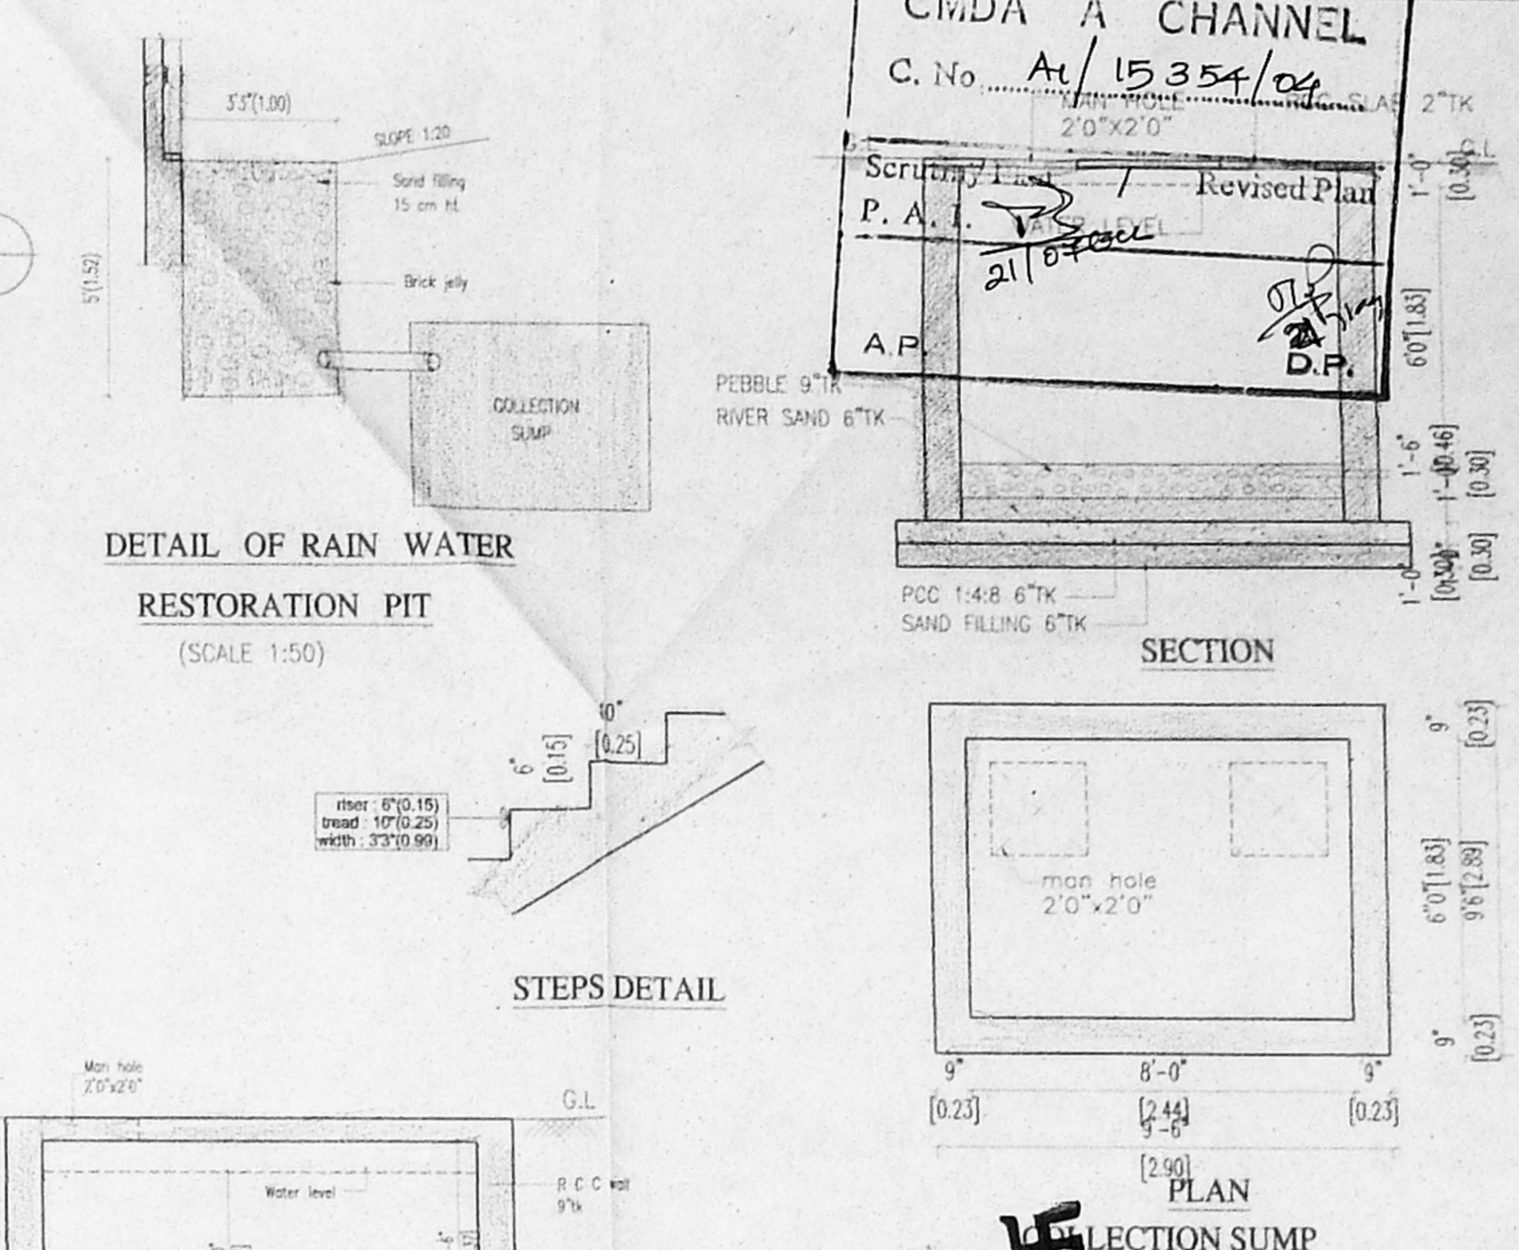 CMDA A CHANNEL
C. No. A1/15354/04
MAN HOLE
2'0"X2'0"
RCC SLAB 2"TK
G.L
G.L
Scrutiny Plan / Revised Plan
P. A. I.
WATER LEVEL
A.P.
D.P.
1'-0"
[0.30]
6'0"[1.83]
1'-6"
[0.30]
[0.30]
1'-0"
PEBBLE 9"TK
RIVER SAND 6"TK
PCC 1:4:8 6"TK
SAND FILLING 6"TK
SECTION
3'3"(1.00)
SLOPE 1:20
Sand filling
15 cm ht.
Brick jelly
5'(1.52)
COLLECTION
SUMP
DETAIL OF RAIN WATER
RESTORATION PIT
(SCALE 1:50)
10"
[0.25]
6"
[0.15]
riser : 6"(0.15)
tread : 10"(0.25)
width : 3'3"(0.99)
STEPS DETAIL
man hole
2'0"x2'0"
9"
[0.23]
6'0"[1.83]
9'6"[2.89]
9"
[0.23]
9" 8'-0" 9"
[0.23] [2.44] [0.23]
9'-6"
[2.90]
PLAN
COLLECTION SUMP
Man hole
2'0"x2'0"
G.L
Water level
R C C wall
9"tk